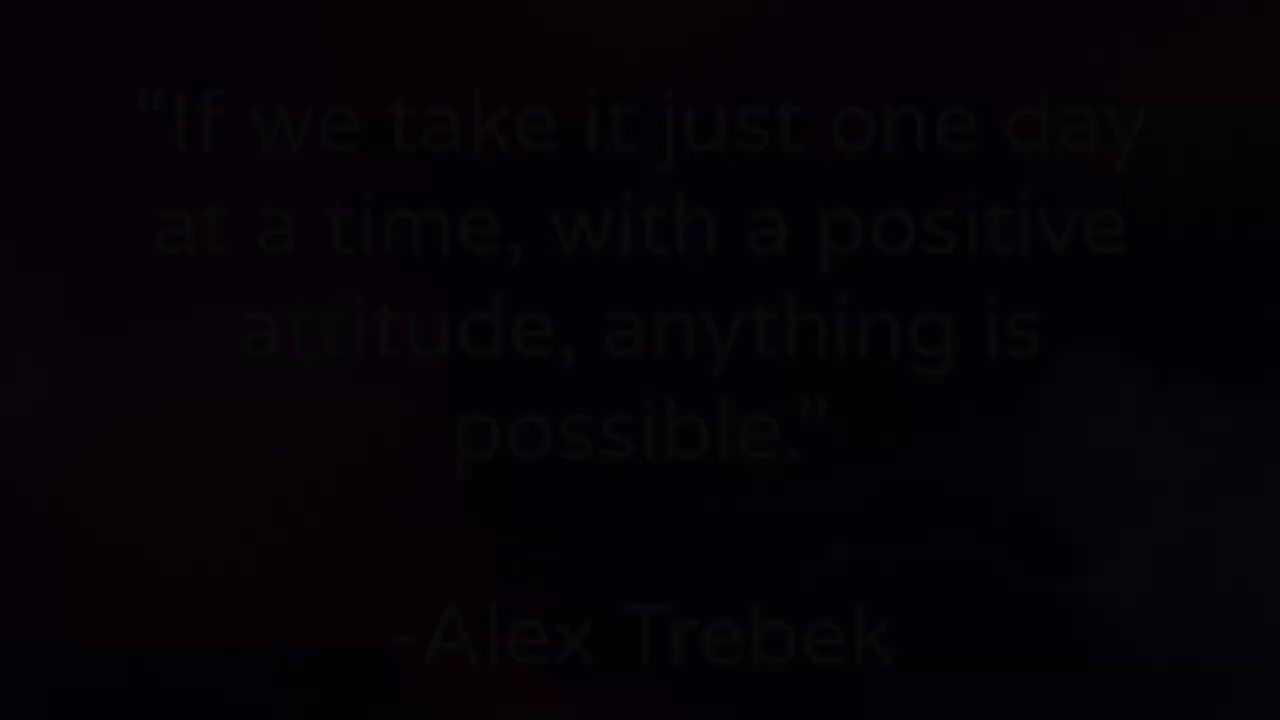 “If we take it just one day
at a time, with a positive
attitude, anything is
possible.”
-Alex Trebek